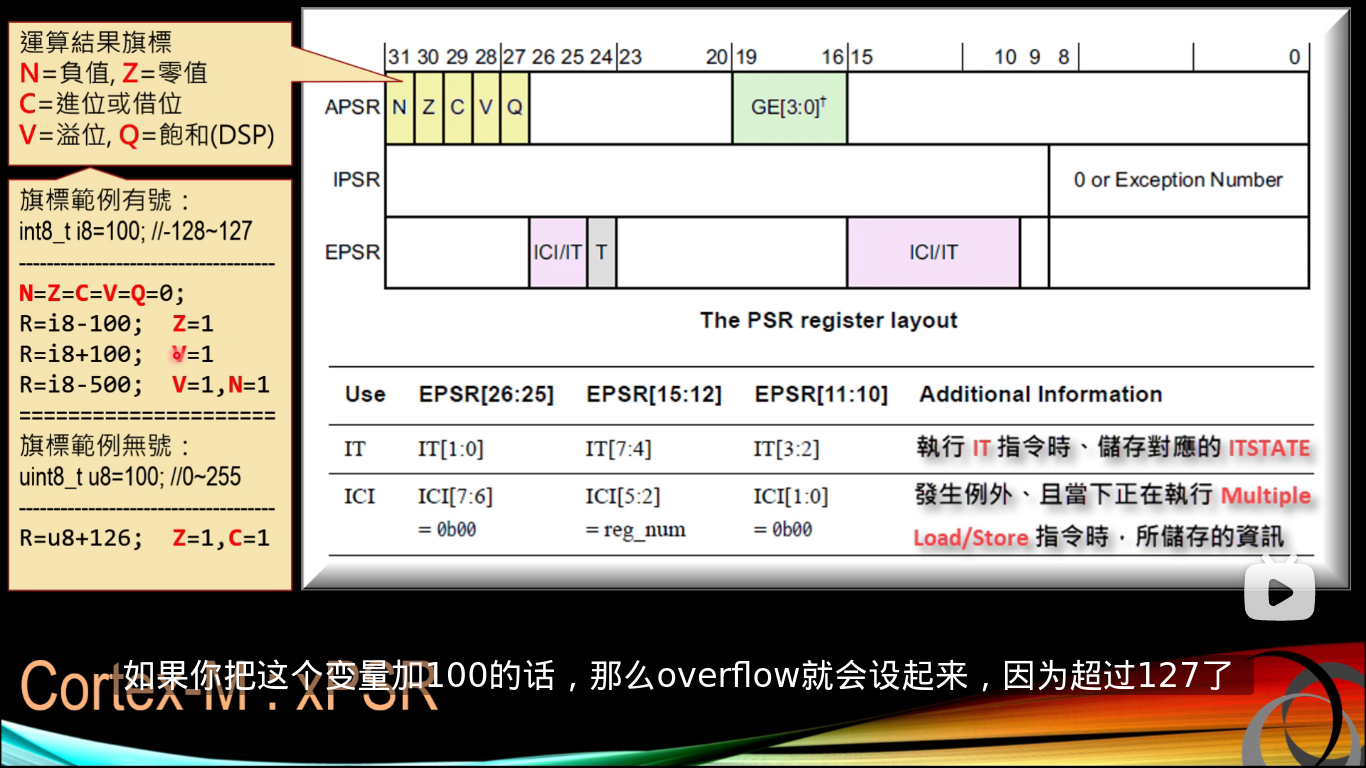 運算結果旗標
N=負值, Z=零值
C=進位或借位
V=溢位, Q=飽和(DSP)
旗標範例有號：
int8_t i8=100; //-128~127
-------------------------------------
N=Z=C=V=Q=0;
R=i8-100; Z=1
R=i8+100; V=1
R=i8-500; V=1,N=1
=====================
旗標範例無號：
uint8_t u8=100; //0~255
-------------------------------------
R=u8+126; Z=1,C=1
31 30 29 28 27 26 25 24 23 20 19 16 15 10 9 8 0
APSR N Z C V Q GE[3:0]†
IPSR 0 or Exception Number
EPSR ICI/IT T ICI/IT
The PSR register layout
Use EPSR[26:25] EPSR[15:12] EPSR[11:10] Additional Information
IT IT[1:0] IT[7:4] IT[3:2] 執行 IT 指令時、儲存對應的 ITSTATE
ICI ICI[7:6] ICI[5:2] ICI[1:0] 發生例外、且當下正在執行 Multiple
= 0b00 = reg_num = 0b00 Load/Store 指令時，所儲存的資訊
Cortex-M : xPSR
如果你把这个变量加100的话，那么overflow就会设起来，因为超过127了